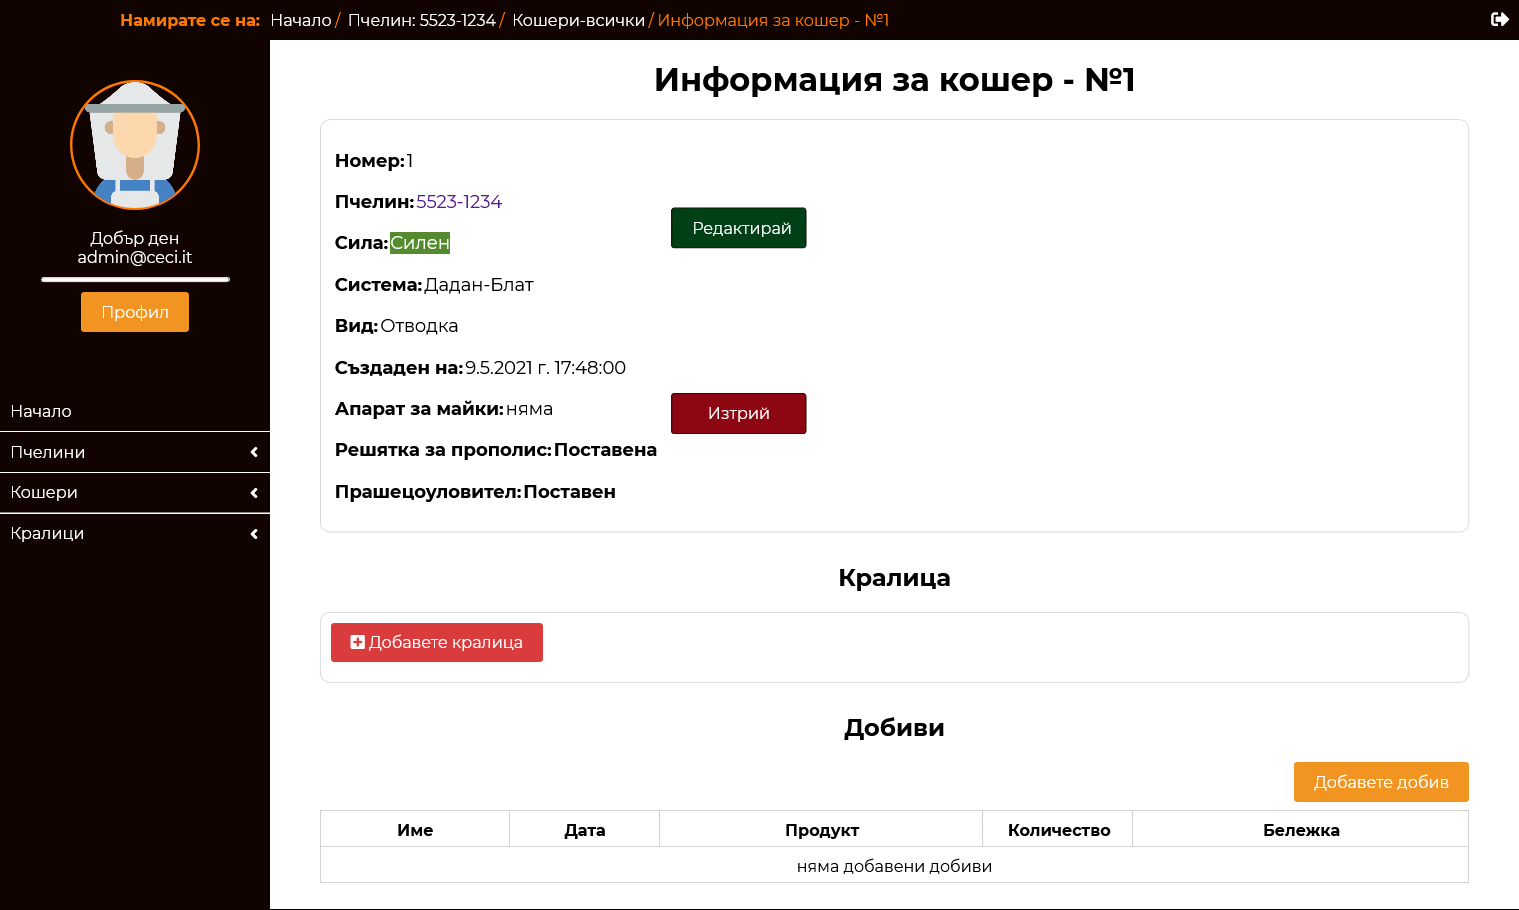 Намирате се на: Начало / Пчелин: 5523-1234 / Кошери-всички / Информация за кошер - №1
Добър ден
admin@ceci.it
Профил
Начало
Пчелини
Кошери
Кралици
Информация за кошер - №1
Номер: 1
Пчелин: 5523-1234
Сила: Силен
Система: Дадан-Блат
Вид: Отводка
Създаден на: 9.5.2021 г. 17:48:00
Апарат за майки: няма
Решятка за прополис: Поставена
Прашецоуловител: Поставен
Редактирай
Изтрий
Кралица
Добавете кралица
Добиви
Добавете добив
Име Дата Продукт Количество Бележка
няма добавени добиви